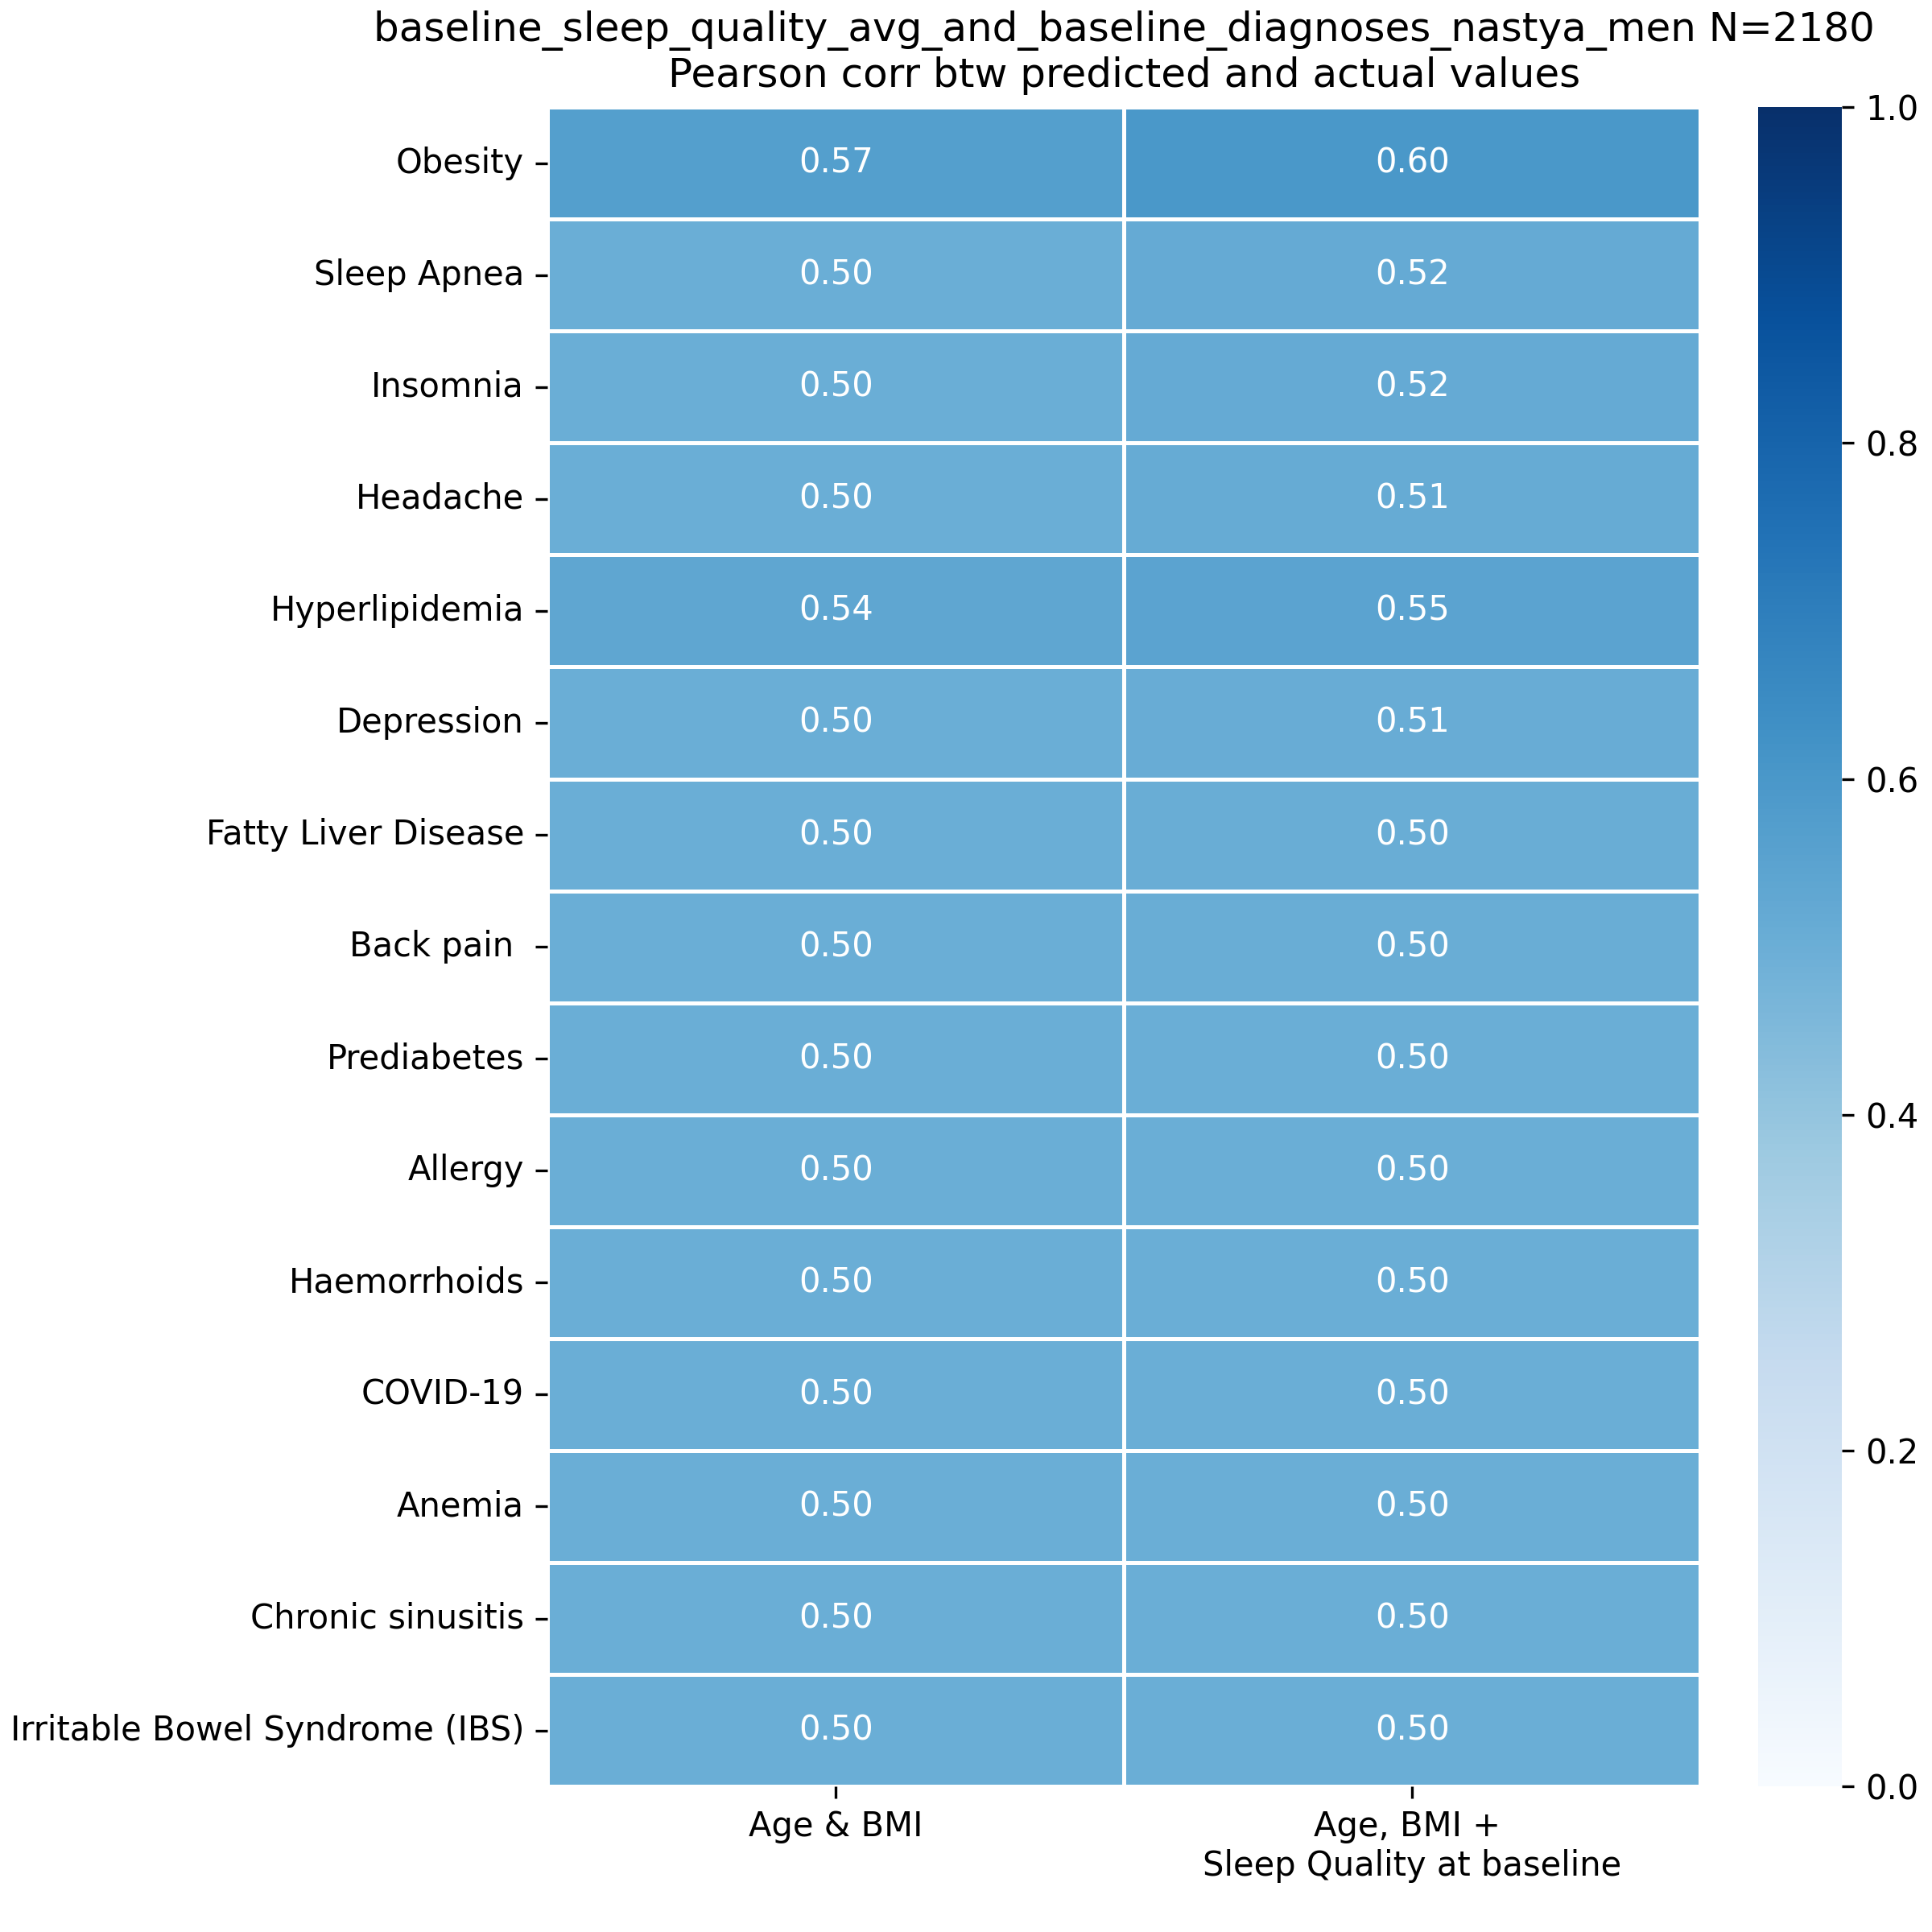 baseline_sleep_quality_avg_and_baseline_diagnoses_nastya_men N=2180
Pearson corr btw predicted and actual values
Obesity 0.57 0.60
Sleep Apnea 0.50 0.52
Insomnia 0.50 0.52
Headache 0.50 0.51
Hyperlipidemia 0.54 0.55
Depression 0.50 0.51
Fatty Liver Disease 0.50 0.50
Back pain 0.50 0.50
Prediabetes 0.50 0.50
Allergy 0.50 0.50
Haemorrhoids 0.50 0.50
COVID-19 0.50 0.50
Anemia 0.50 0.50
Chronic sinusitis 0.50 0.50
Irritable Bowel Syndrome (IBS) 0.50 0.50
Age & BMI
Age, BMI +
Sleep Quality at baseline
1.0
0.8
0.6
0.4
0.2
0.0